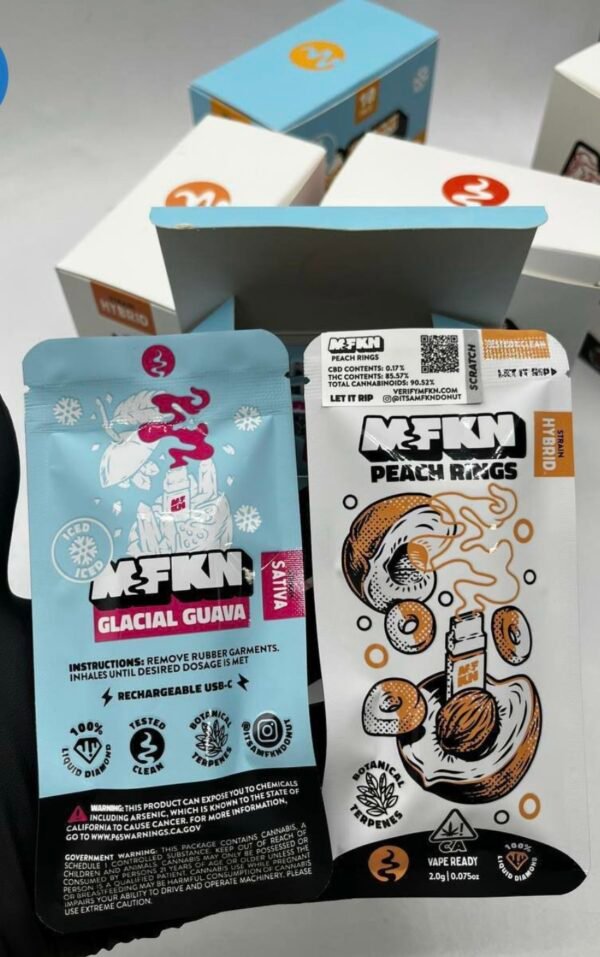 HYBRID
MFKN
PEACH RINGS
CBD CONTENTS: 0.17%
THC CONTENTS: 85.57%
TOTAL CANNABINOIDS: 90.52%
VERIFYMFKN.COM
LET IT RIP @ITSAMFKNDONUT
SCRATCH
TESTED CLEAN
LET IT RIP
MFKN
PEACH RINGS
STRAIN
HYBRID
MFKN
BOTANICAL
TERPENES
CA
VAPE READY
2.0g | 0.075oz
100%
LIQUID DIAMOND
MFKN
ICED
ICED
MFKN
GLACIAL GUAVA
SATIVA
INSTRUCTIONS: REMOVE RUBBER GARMENTS.
INHALES UNTIL DESIRED DOSAGE IS MET
RECHARGEABLE USB-C
100%
LIQUID DIAMOND
TESTED
CLEAN
BOTANICAL
TERPENES
@ITSAMFKNDONUT
WARNING: THIS PRODUCT CAN EXPOSE YOU TO CHEMICALS
INCLUDING ARSENIC, WHICH IS KNOWN TO THE STATE OF
CALIFORNIA TO CAUSE CANCER. FOR MORE INFORMATION,
GO TO WWW.P65WARNINGS.CA.GOV
GOVERNMENT WARNING: THIS PACKAGE CONTAINS CANNABIS, A
SCHEDULE I CONTROLLED SUBSTANCE. KEEP OUT OF REACH OF
CHILDREN AND ANIMALS. CANNABIS MAY ONLY BE POSSESSED OR
CONSUMED BY PERSONS 21 YEARS OF AGE OR OLDER UNLESS THE
PERSON IS A QUALIFIED PATIENT. CANNABIS USE WHILE PREGNANT
OR BREASTFEEDING MAY BE HARMFUL. CONSUMPTION OF CANNABIS
IMPAIRS YOUR ABILITY TO DRIVE AND OPERATE MACHINERY. PLEASE
USE EXTREME CAUTION.